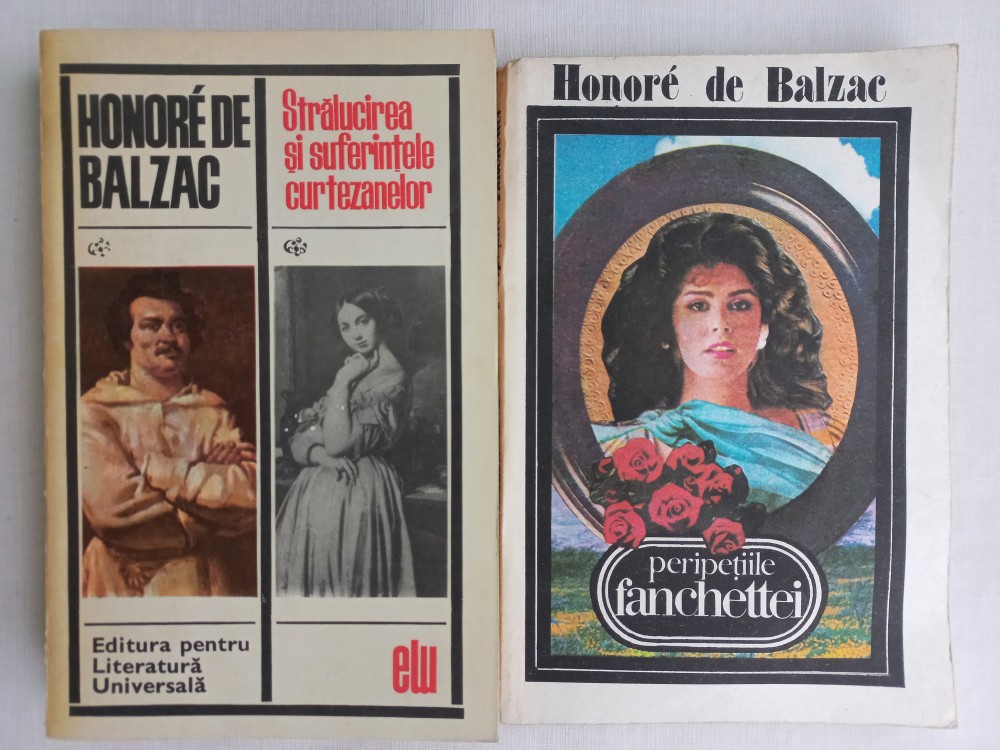 HONORÉ DE
BALZAC
Strălucirea
și suferințele
curtezanelor
Editura pentru
Literatură
Universală
elu
Honoré de Balzac
peripețiile
fanchettei